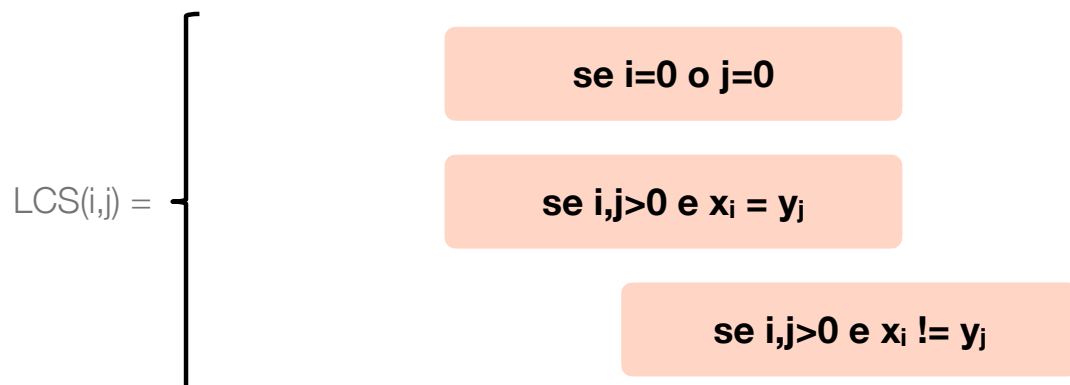 se i=0 o j=0
LCS(i,j) =
se i,j>0 e xᵢ = yⱼ
se i,j>0 e xᵢ != yⱼ